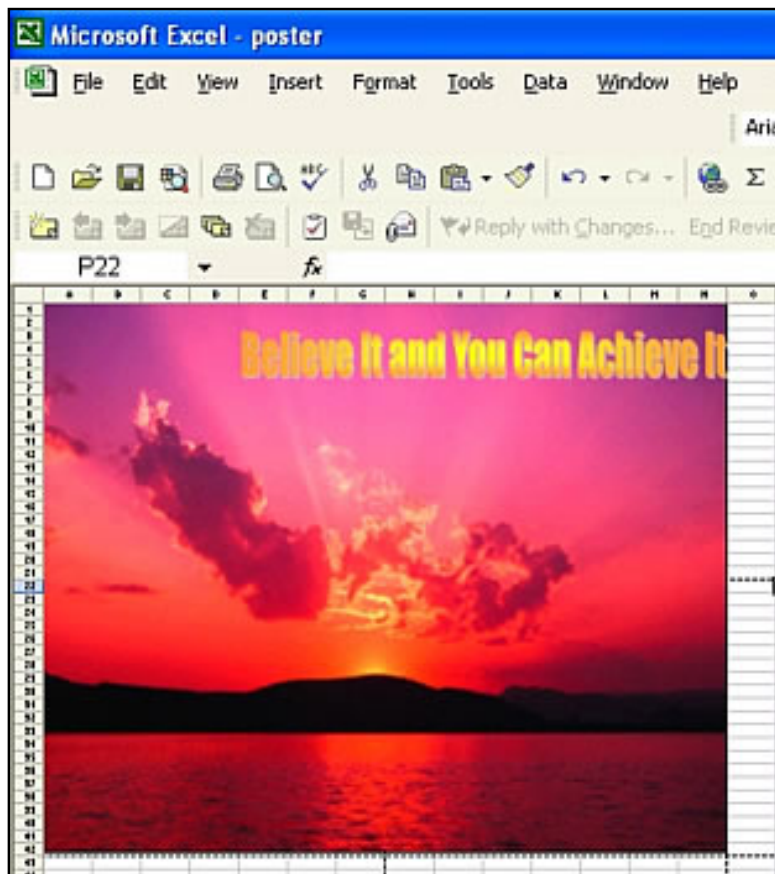 Microsoft Excel - poster
File Edit View Insert Format Tools Data Window Help
Aria
ABC Σ
Reply with Changes... End Revie
P22 fx
A B C D E F G H I J K L M N O
Believe It and You Can Achieve It